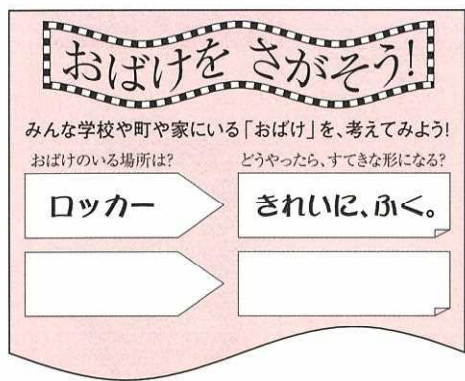 おばけを さがそう!
みんな学校や町や家にいる「おばけ」を、考えてみよう!
おばけのいる場所は?
どうやったら、すてきな形になる?
ロッカー
きれいに、ふく。